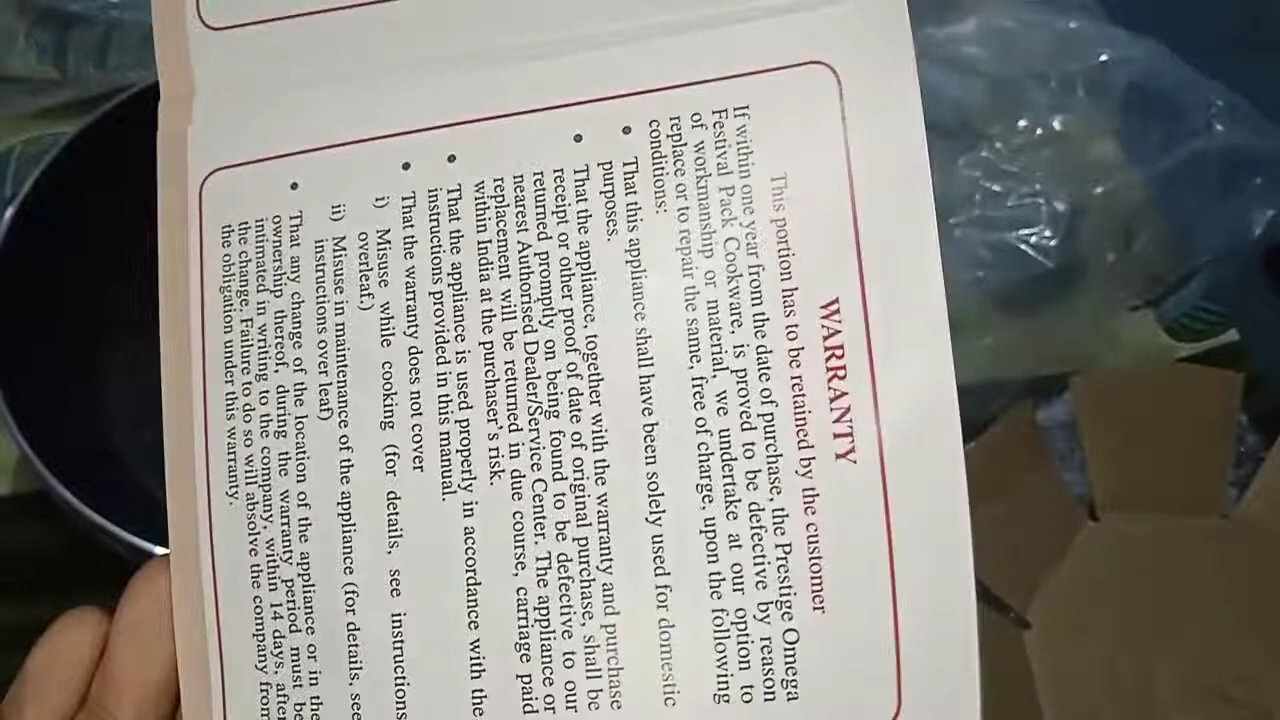 WARRANTY
This portion has to be retained by the customer
If within one year from the date of purchase, the Prestige Omega
Festival Pack Cookware, is proved to be defective by reason
of workmanship or material, we undertake at our option to
replace or to repair the same, free of charge, upon the following
conditions:
• That this appliance shall have been solely used for domestic
purposes.
• That the appliance, together with the warranty and purchase
receipt or other proof of date of original purchase, shall be
returned promptly on being found to be defective to our
nearest Authorised Dealer/Service Center. The appliance or
replacement will be returned in due course, carriage paid
within India at the purchaser's risk.
• That the appliance is used properly in accordance with the
instructions provided in this manual.
• That the warranty does not cover
i) Misuse while cooking (for details, see instructions
overleaf.)
ii) Misuse in maintenance of the appliance (for details, see
instructions over leaf)
• That any change of the location of the appliance or in the
ownership thereof, during the warranty period must be
intimated in writing to the company, within 14 days, after
the change. Failure to do so will absolve the company from
the obligation under this warranty.